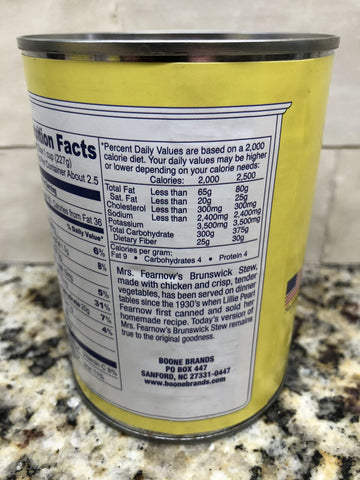 ition Facts
1 cup (227g)
Container About 2.5
Calories from Fat 36
% Daily Value*
6%
8%
5%
31%
7%
4%
*Percent Daily Values are based on a 2,000
calorie diet. Your daily values may be higher
or lower depending on your calorie needs:
Calories: 2,000 2,500
Total Fat Less than 65g 80g
Sat. Fat Less than 20g 25g
Cholesterol Less than 300mg 300mg
Sodium Less than 2,400mg 2,400mg
Potassium 3,500mg 3,500mg
Total Carbohydrate 300g 375g
Dietary Fiber 25g 30g
Calories per gram:
Fat 9 • Carbohydrates 4 • Protein 4
Mrs. Fearnow's Brunswick Stew,
made with chicken and crisp, tender
vegetables, has been served on dinner
tables since the 1930's when Lillie Pearl
Fearnow first canned and sold her
homemade recipe. Today's version of
Mrs. Fearnow's Brunswick Stew remains
true to the original goodness.
BOONE BRANDS
PO BOX 447
SANFORD, NC 27331-0447
www.boonebrands.com